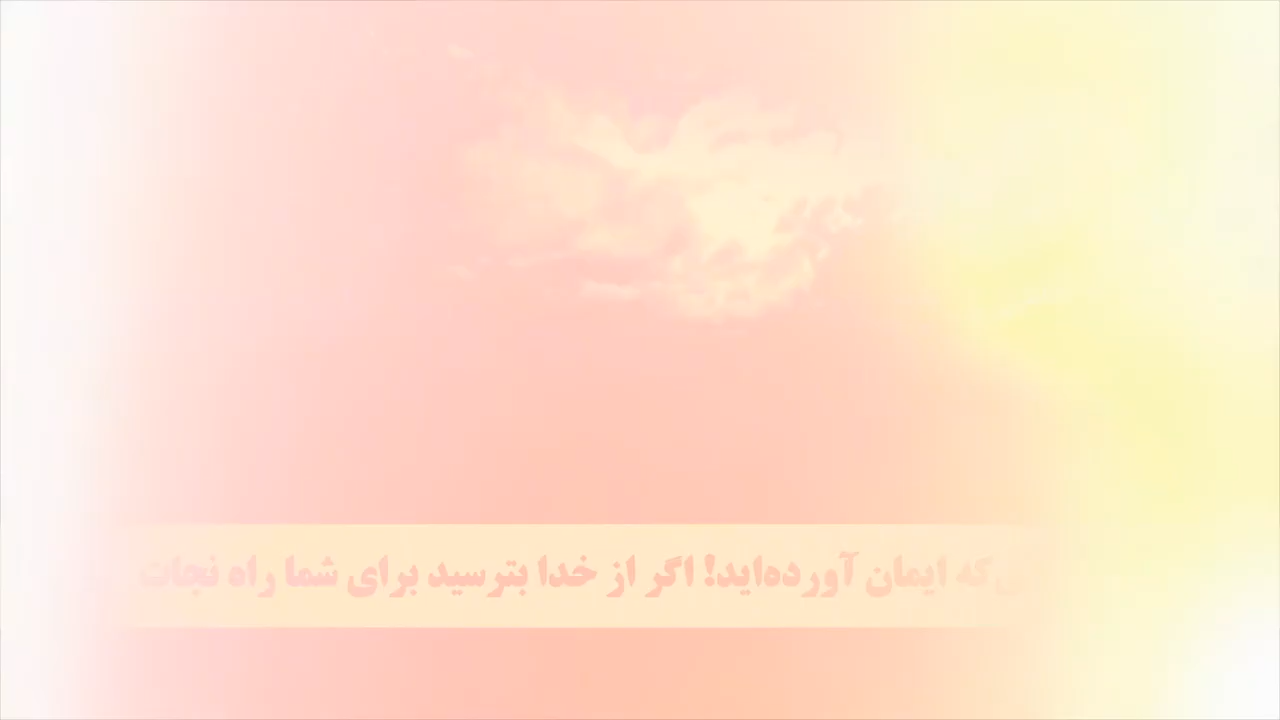 که ایمان آورده‌اید! اگر از خدا بترسید برای شما راه نجات